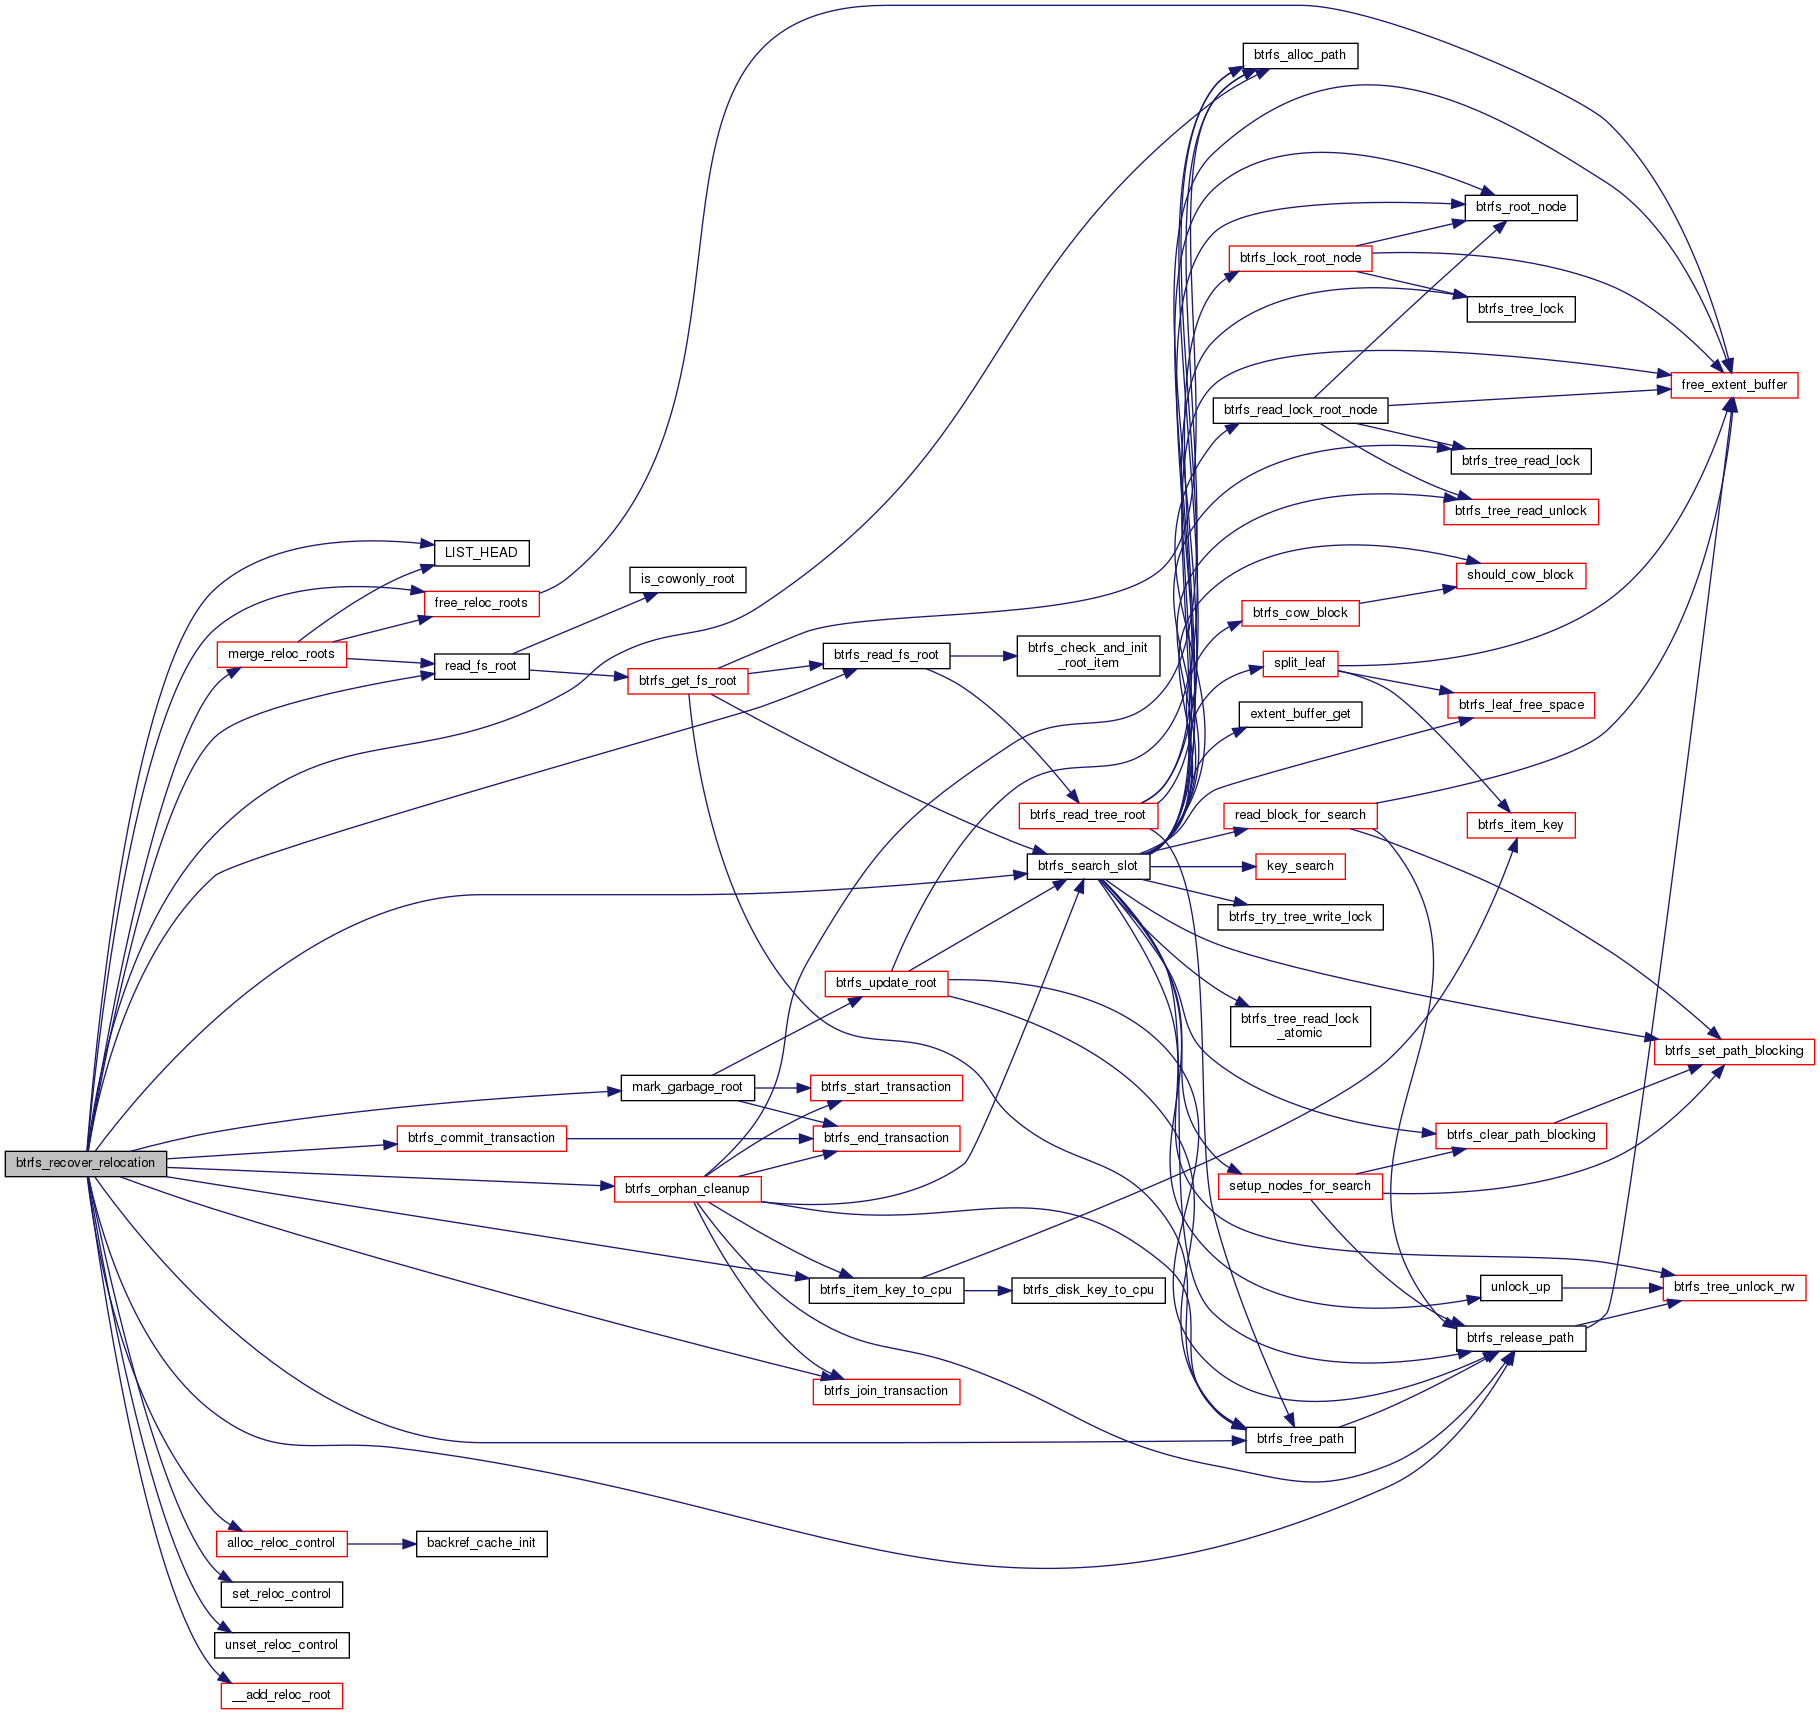 btrfs_alloc_path
btrfs_root_node
btrfs_lock_root_node
btrfs_tree_lock
free_extent_buffer
btrfs_read_lock_root_node
btrfs_tree_read_lock
btrfs_tree_read_unlock
LIST_HEAD
is_cowonly_root
should_cow_block
free_reloc_roots
btrfs_cow_block
merge_reloc_roots
read_fs_root
btrfs_read_fs_root
btrfs_check_and_init
_root_item
split_leaf
btrfs_get_fs_root
btrfs_leaf_free_space
extent_buffer_get
btrfs_read_tree_root
read_block_for_search
btrfs_item_key
btrfs_search_slot
key_search
btrfs_try_tree_write_lock
btrfs_update_root
btrfs_tree_read_lock
_atomic
btrfs_set_path_blocking
mark_garbage_root
btrfs_start_transaction
btrfs_commit_transaction
btrfs_end_transaction
btrfs_clear_path_blocking
btrfs_recover_relocation
btrfs_orphan_cleanup
setup_nodes_for_search
btrfs_item_key_to_cpu
btrfs_disk_key_to_cpu
unlock_up
btrfs_tree_unlock_rw
btrfs_release_path
btrfs_join_transaction
btrfs_free_path
alloc_reloc_control
backref_cache_init
set_reloc_control
unset_reloc_control
__add_reloc_root